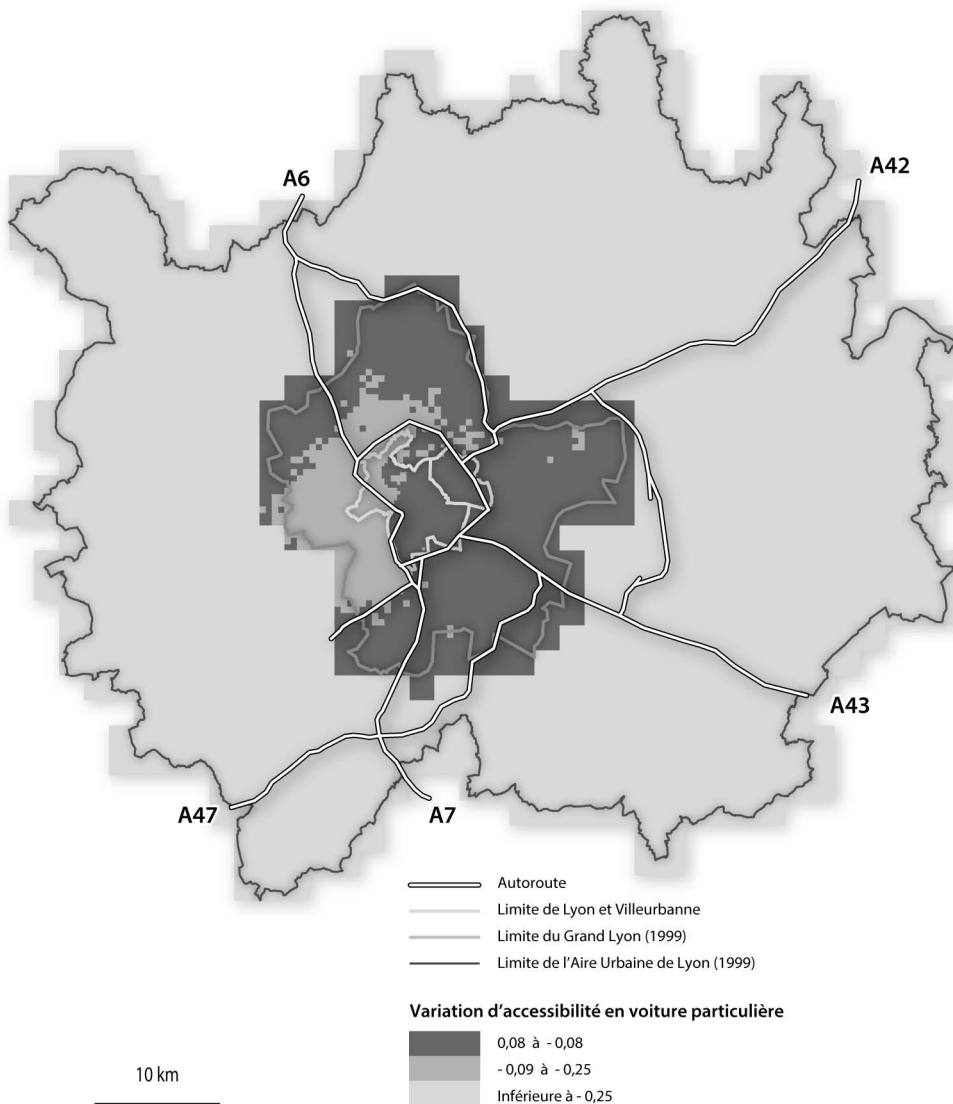 A6
A42
A43
A47
A7
Autoroute
Limite de Lyon et Villeurbanne
Limite du Grand Lyon (1999)
Limite de l'Aire Urbaine de Lyon (1999)
Variation d'accessibilité en voiture particulière
0,08 à - 0,08
- 0,09 à - 0,25
Inférieure à - 0,25
10 km